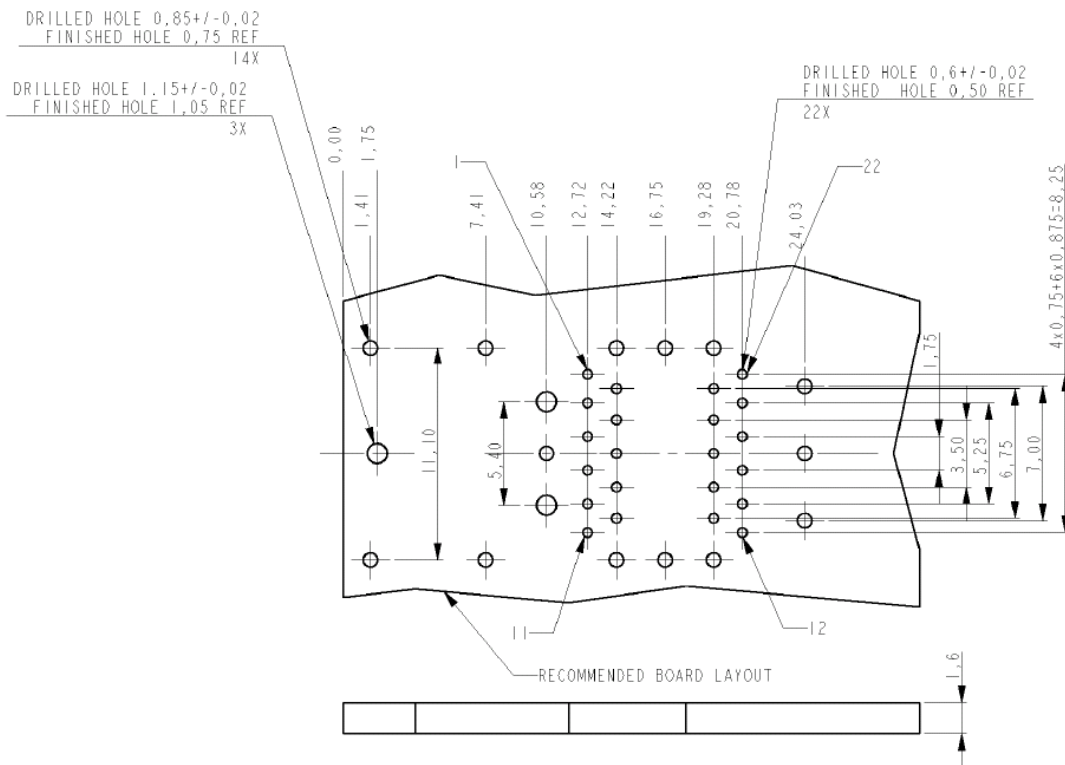 DRILLED HOLE 0,85+/-0,02
FINISHED HOLE 0,75 REF
14X
DRILLED HOLE 1.15+/-0,02
FINISHED HOLE 1,05 REF
3X
DRILLED HOLE 0,6+/-0,02
FINISHED HOLE 0,50 REF
22X
0,00
1,75
1,41
7,41
10,58
1
12,72
14,22
16,75
19,28
20,78
22
24,03
4x0,75+6x0,875=8,25
1,75
3,50
5,25
6,75
7,00
11,10
5,40
11
12
RECOMMENDED BOARD LAYOUT
1,6